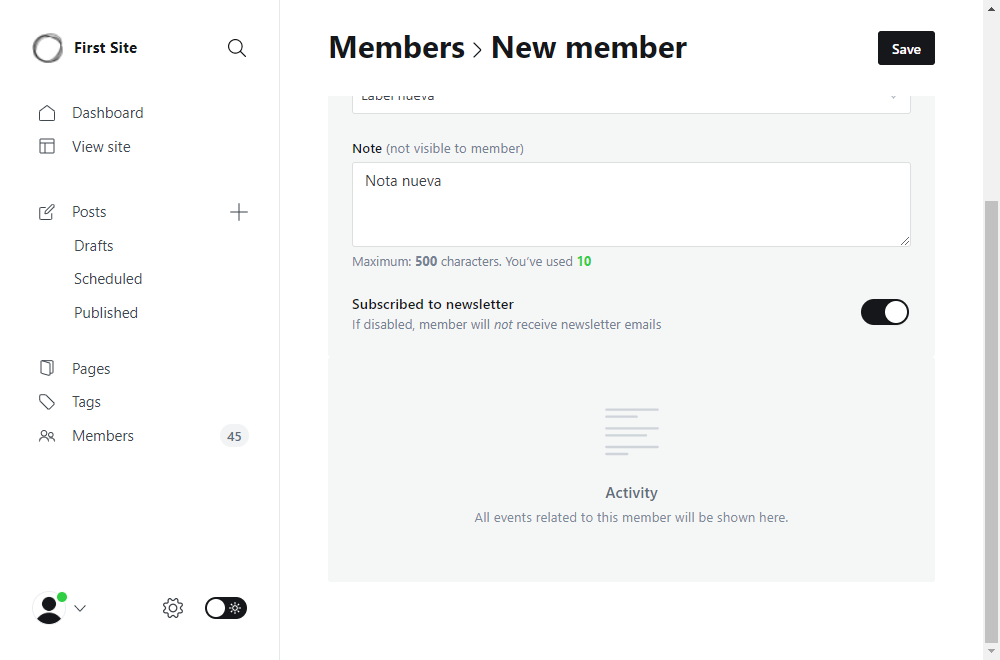 First Site
Dashboard
View site
Posts
Drafts
Scheduled
Published
Pages
Tags
Members
45
Members > New member
Save
Label nueva
Note (not visible to member)
Nota nueva
Maximum: 500 characters. You've used 10
Subscribed to newsletter
If disabled, member will not receive newsletter emails
Activity
All events related to this member will be shown here.